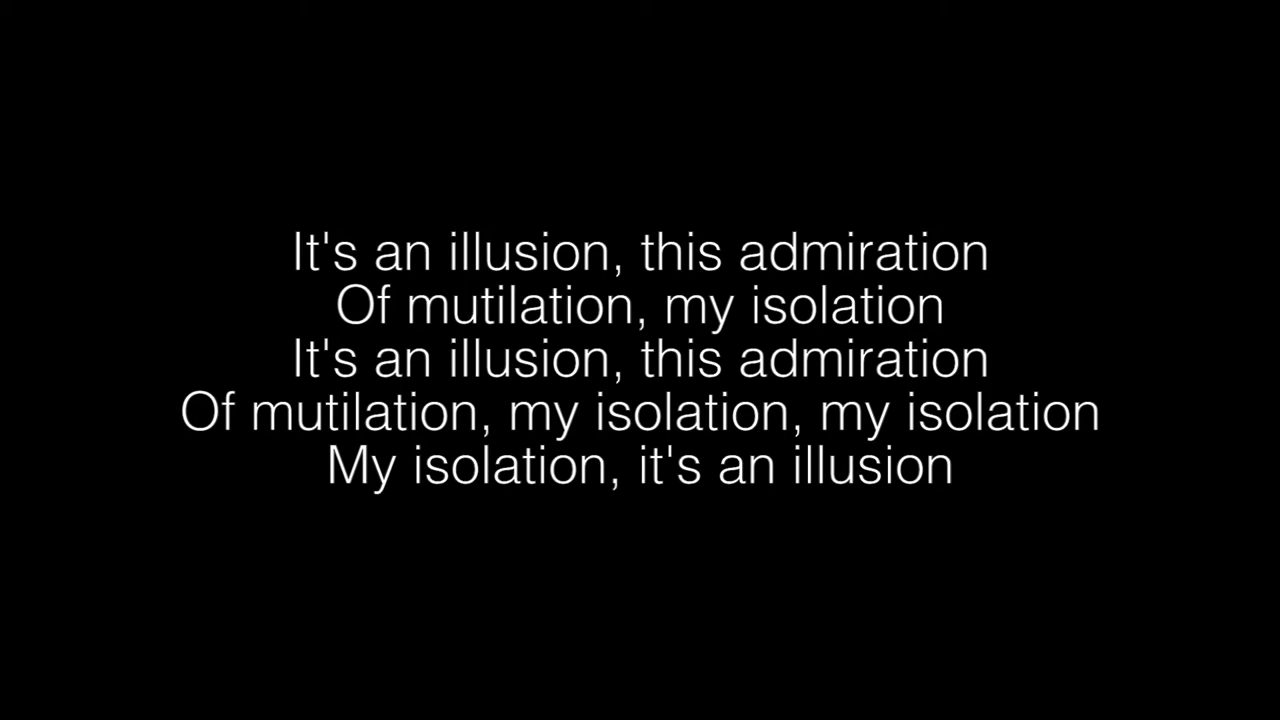 It's an illusion, this admiration
Of mutilation, my isolation
It's an illusion, this admiration
Of mutilation, my isolation, my isolation
My isolation, it's an illusion